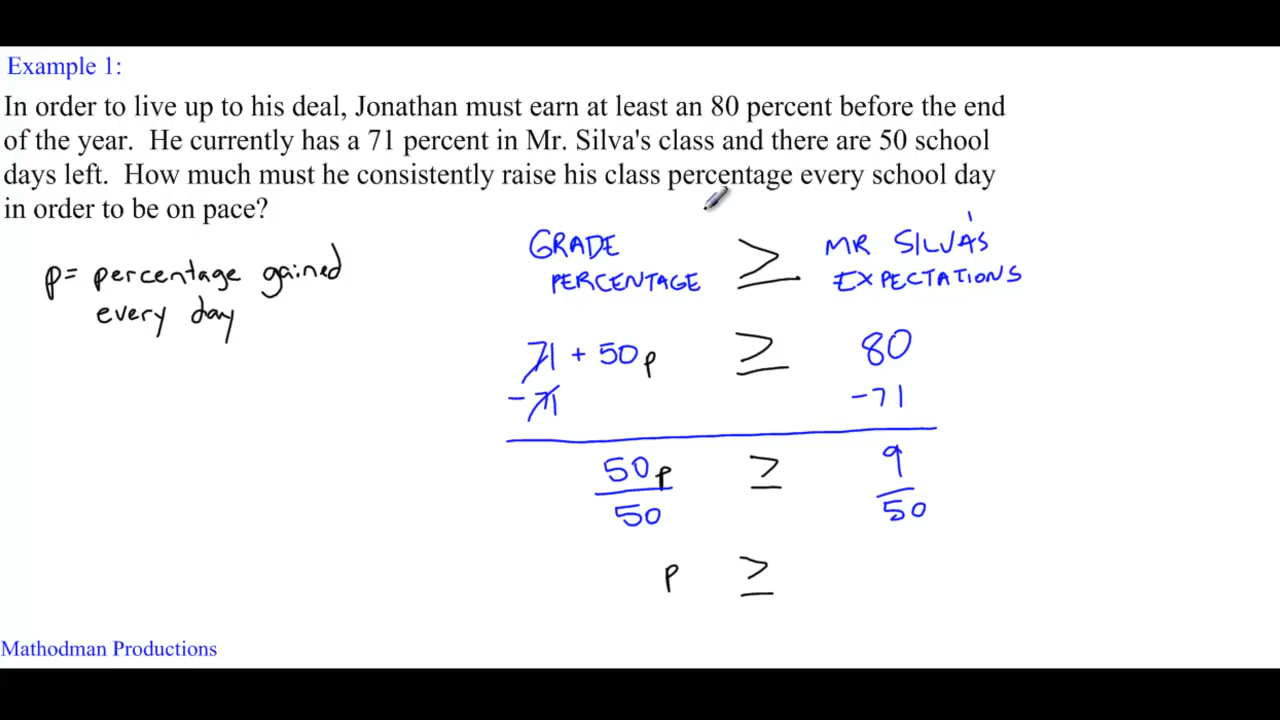 Example 1:
In order to live up to his deal, Jonathan must earn at least an 80 percent before the end
of the year. He currently has a 71 percent in Mr. Silva's class and there are 50 school
days left. How much must he consistently raise his class percentage every school day
in order to be on pace?
p = percentage gained
every day
GRADE PERCENTAGE ≥ MR SILVA'S EXPECTATIONS
71 + 50p ≥ 80
-71 -71
50p ≥ 9
50 50
p ≥
Mathodman Productions